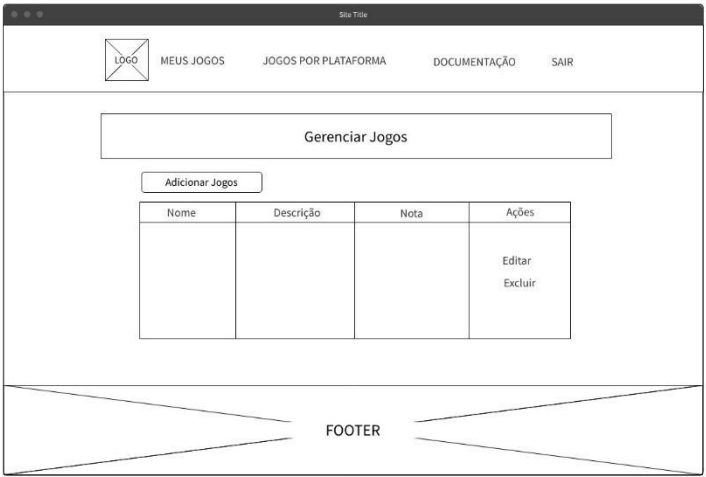 Site Title
LOGO MEUS JOGOS JOGOS POR PLATAFORMA DOCUMENTAÇÃO SAIR
Gerenciar Jogos
Adicionar Jogos
Nome Descrição Nota Ações
Editar
Excluir
FOOTER